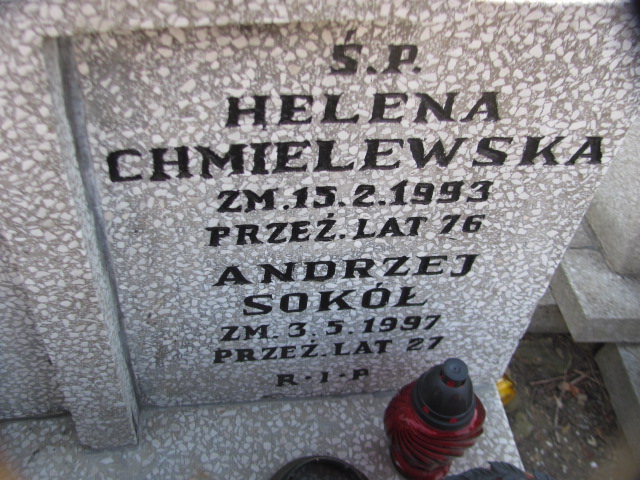 Ś.P.
HELENA
CHMIELEWSKA
ZM.15.2.1993
PRZEŻ.LAT 76
ANDRZEJ
SOKÓŁ
ZM. 3.5.1997
PRZEŻ.LAT 27
R·I·P